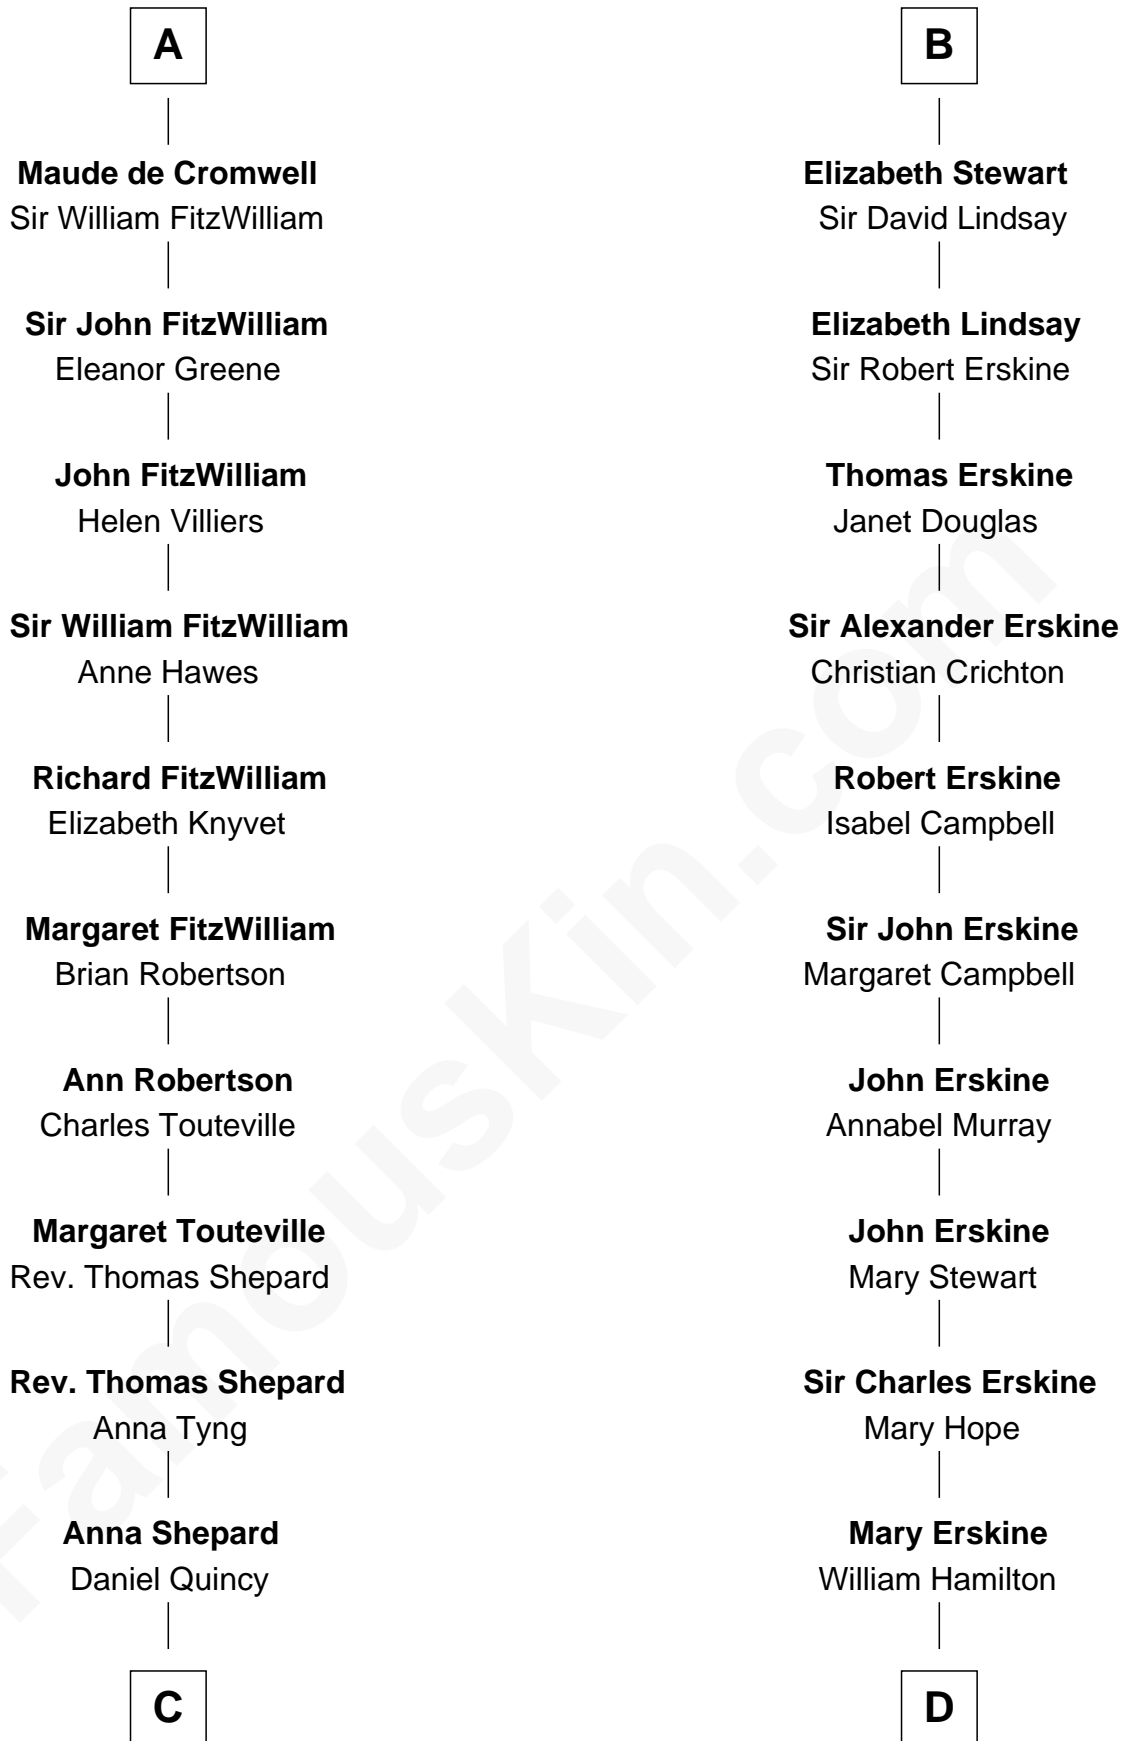 A
Maude de Cromwell
Sir William FitzWilliam
Sir John FitzWilliam
Eleanor Greene
John FitzWilliam
Helen Villiers
Sir William FitzWilliam
Anne Hawes
Richard FitzWilliam
Elizabeth Knyvet
Margaret FitzWilliam
Brian Robertson
Ann Robertson
Charles Touteville
Margaret Touteville
Rev. Thomas Shepard
Rev. Thomas Shepard
Anna Tyng
Anna Shepard
Daniel Quincy
C
B
Elizabeth Stewart
Sir David Lindsay
Elizabeth Lindsay
Sir Robert Erskine
Thomas Erskine
Janet Douglas
Sir Alexander Erskine
Christian Crichton
Robert Erskine
Isabel Campbell
Sir John Erskine
Margaret Campbell
John Erskine
Annabel Murray
John Erskine
Mary Stewart
Sir Charles Erskine
Mary Hope
Mary Erskine
William Hamilton
D
FamousKin.com